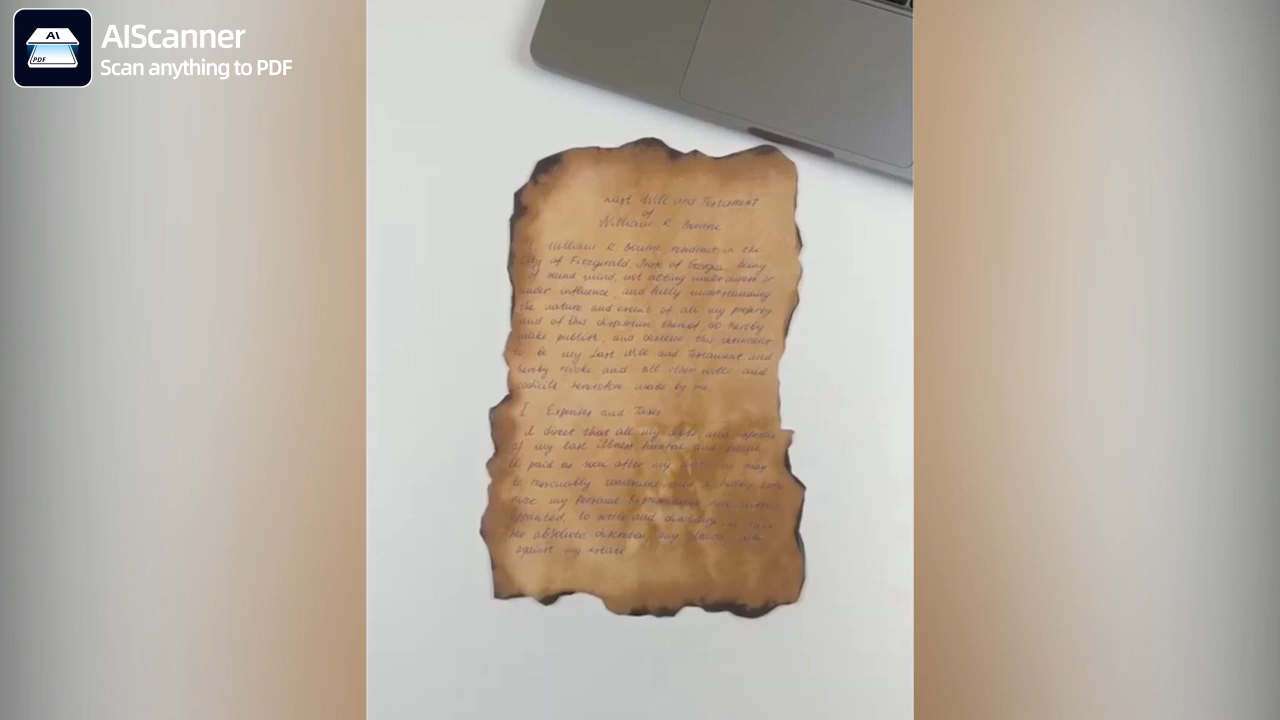 AIScanner
Scan anything to PDF
AI
PDF
Last Will and Testament
of
William R Bourne
William R Bourne, resident in the
City of Fitzgerald, State of Georgia, being
of sound mind, not acting under duress or
under influence, and fully understanding
the nature and extent of all my property
and of this disposition thereof, do hereby
make publish, and declare this document
to be my Last Will and Testament, and
hereby revoke and all other wills and
codicils heretofore made by me.
I Expenses and Taxes
I direct that all my debts, and expenses
of my last illness funeral and
be paid as soon after my death as may
be reasonably convenient, and I hereby
my Personal Representative
appointed, to settle and discharge, in
absolute discretion, any claims
against my estate